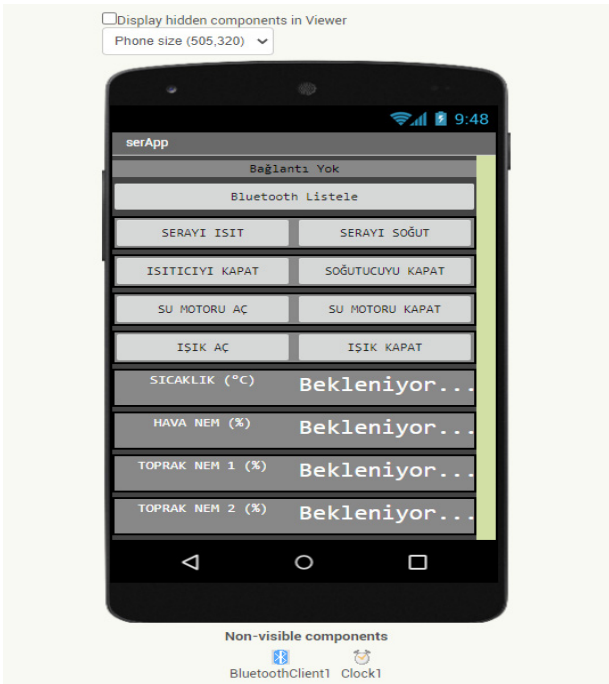 Display hidden components in Viewer
Phone size (505,320)
9:48
serApp
Bağlantı Yok
Bluetooth Listele
SERAYI ISIT SERAYI SOĞUT
ISITICIYI KAPAT SOĞUTUCUYU KAPAT
SU MOTORU AÇ SU MOTORU KAPAT
IŞIK AÇ IŞIK KAPAT
SICAKLIK (°C) Bekleniyor...
HAVA NEM (%) Bekleniyor...
TOPRAK NEM 1 (%) Bekleniyor...
TOPRAK NEM 2 (%) Bekleniyor...
Non-visible components
BluetoothClient1 Clock1